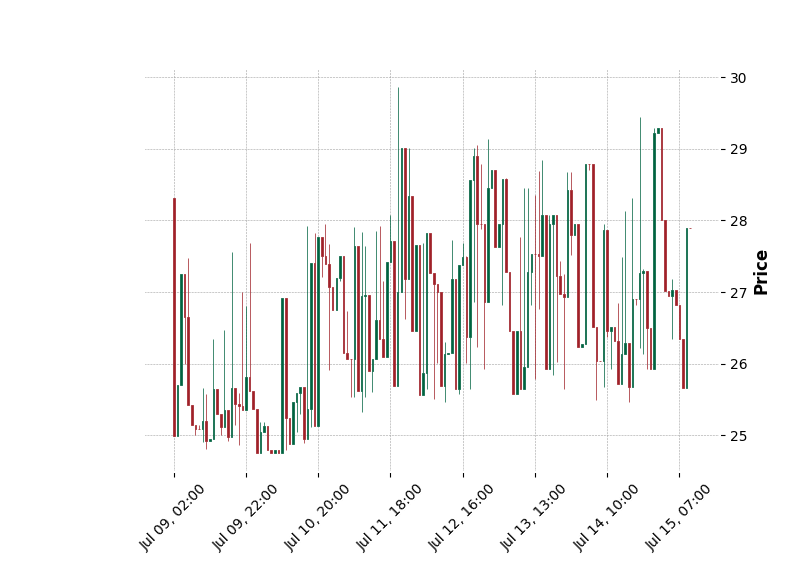 30
29
28
27
26
25
Price
Jul 09, 02:00
Jul 09, 22:00
Jul 10, 20:00
Jul 11, 18:00
Jul 12, 16:00
Jul 13, 13:00
Jul 14, 10:00
Jul 15, 07:00